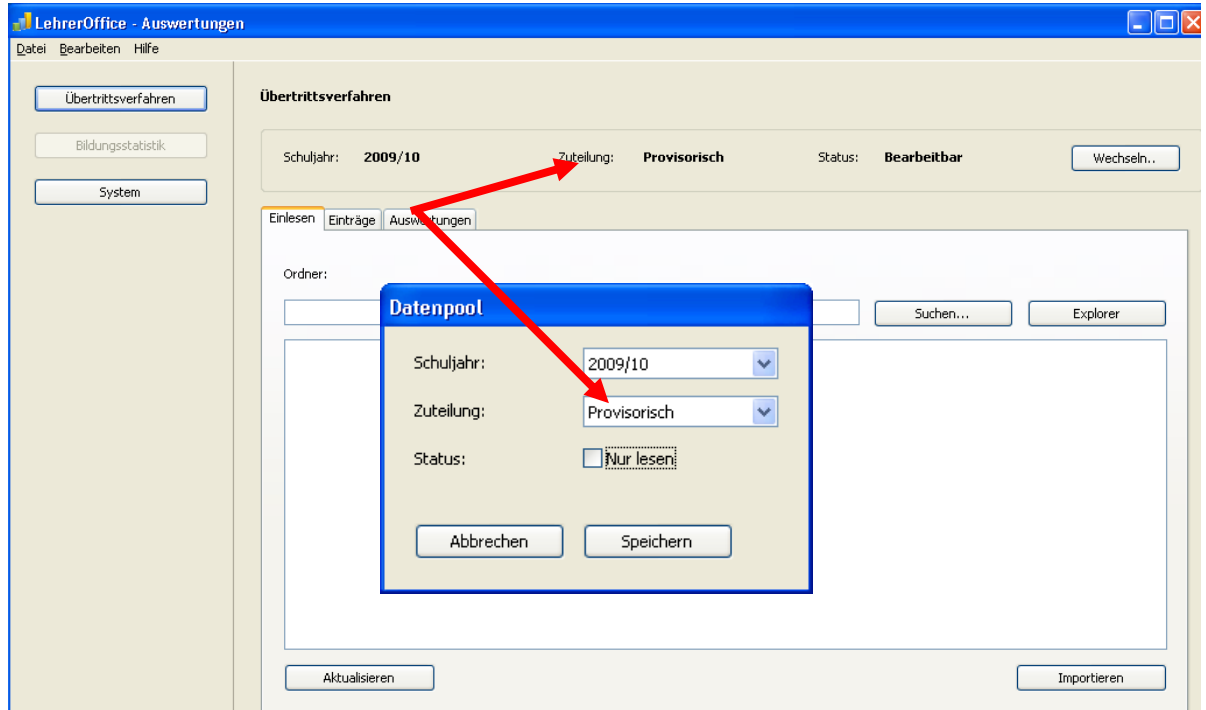 LehrerOffice - Auswertungen
Datei Bearbeiten Hilfe
Übertrittsverfahren
Bildungsstatistik
System
Übertrittsverfahren
Schuljahr: 2009/10 Zuteilung: Provisorisch Status: Bearbeitbar Wechseln..
Einlesen Einträge Auswertungen
Ordner:
Suchen... Explorer
Datenpool
Schuljahr: 2009/10
Zuteilung: Provisorisch
Status: Nur lesen
Abbrechen Speichern
Aktualisieren Importieren